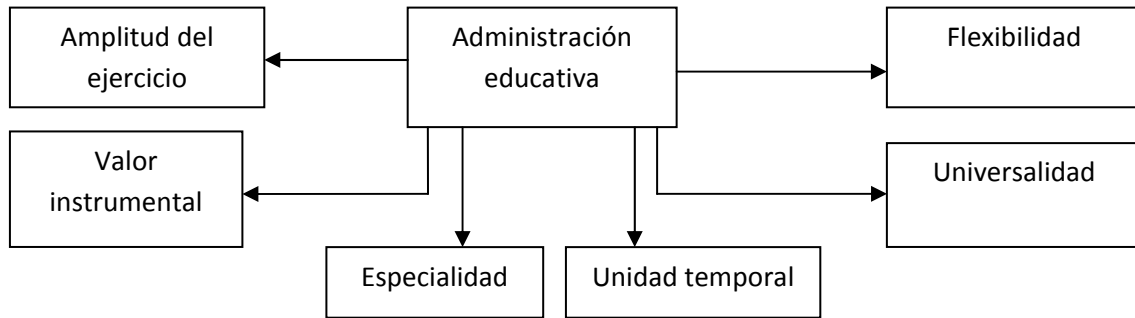 Amplitud del
ejercicio
Administración
educativa
Flexibilidad
Valor
instrumental
Universalidad
Especialidad
Unidad temporal